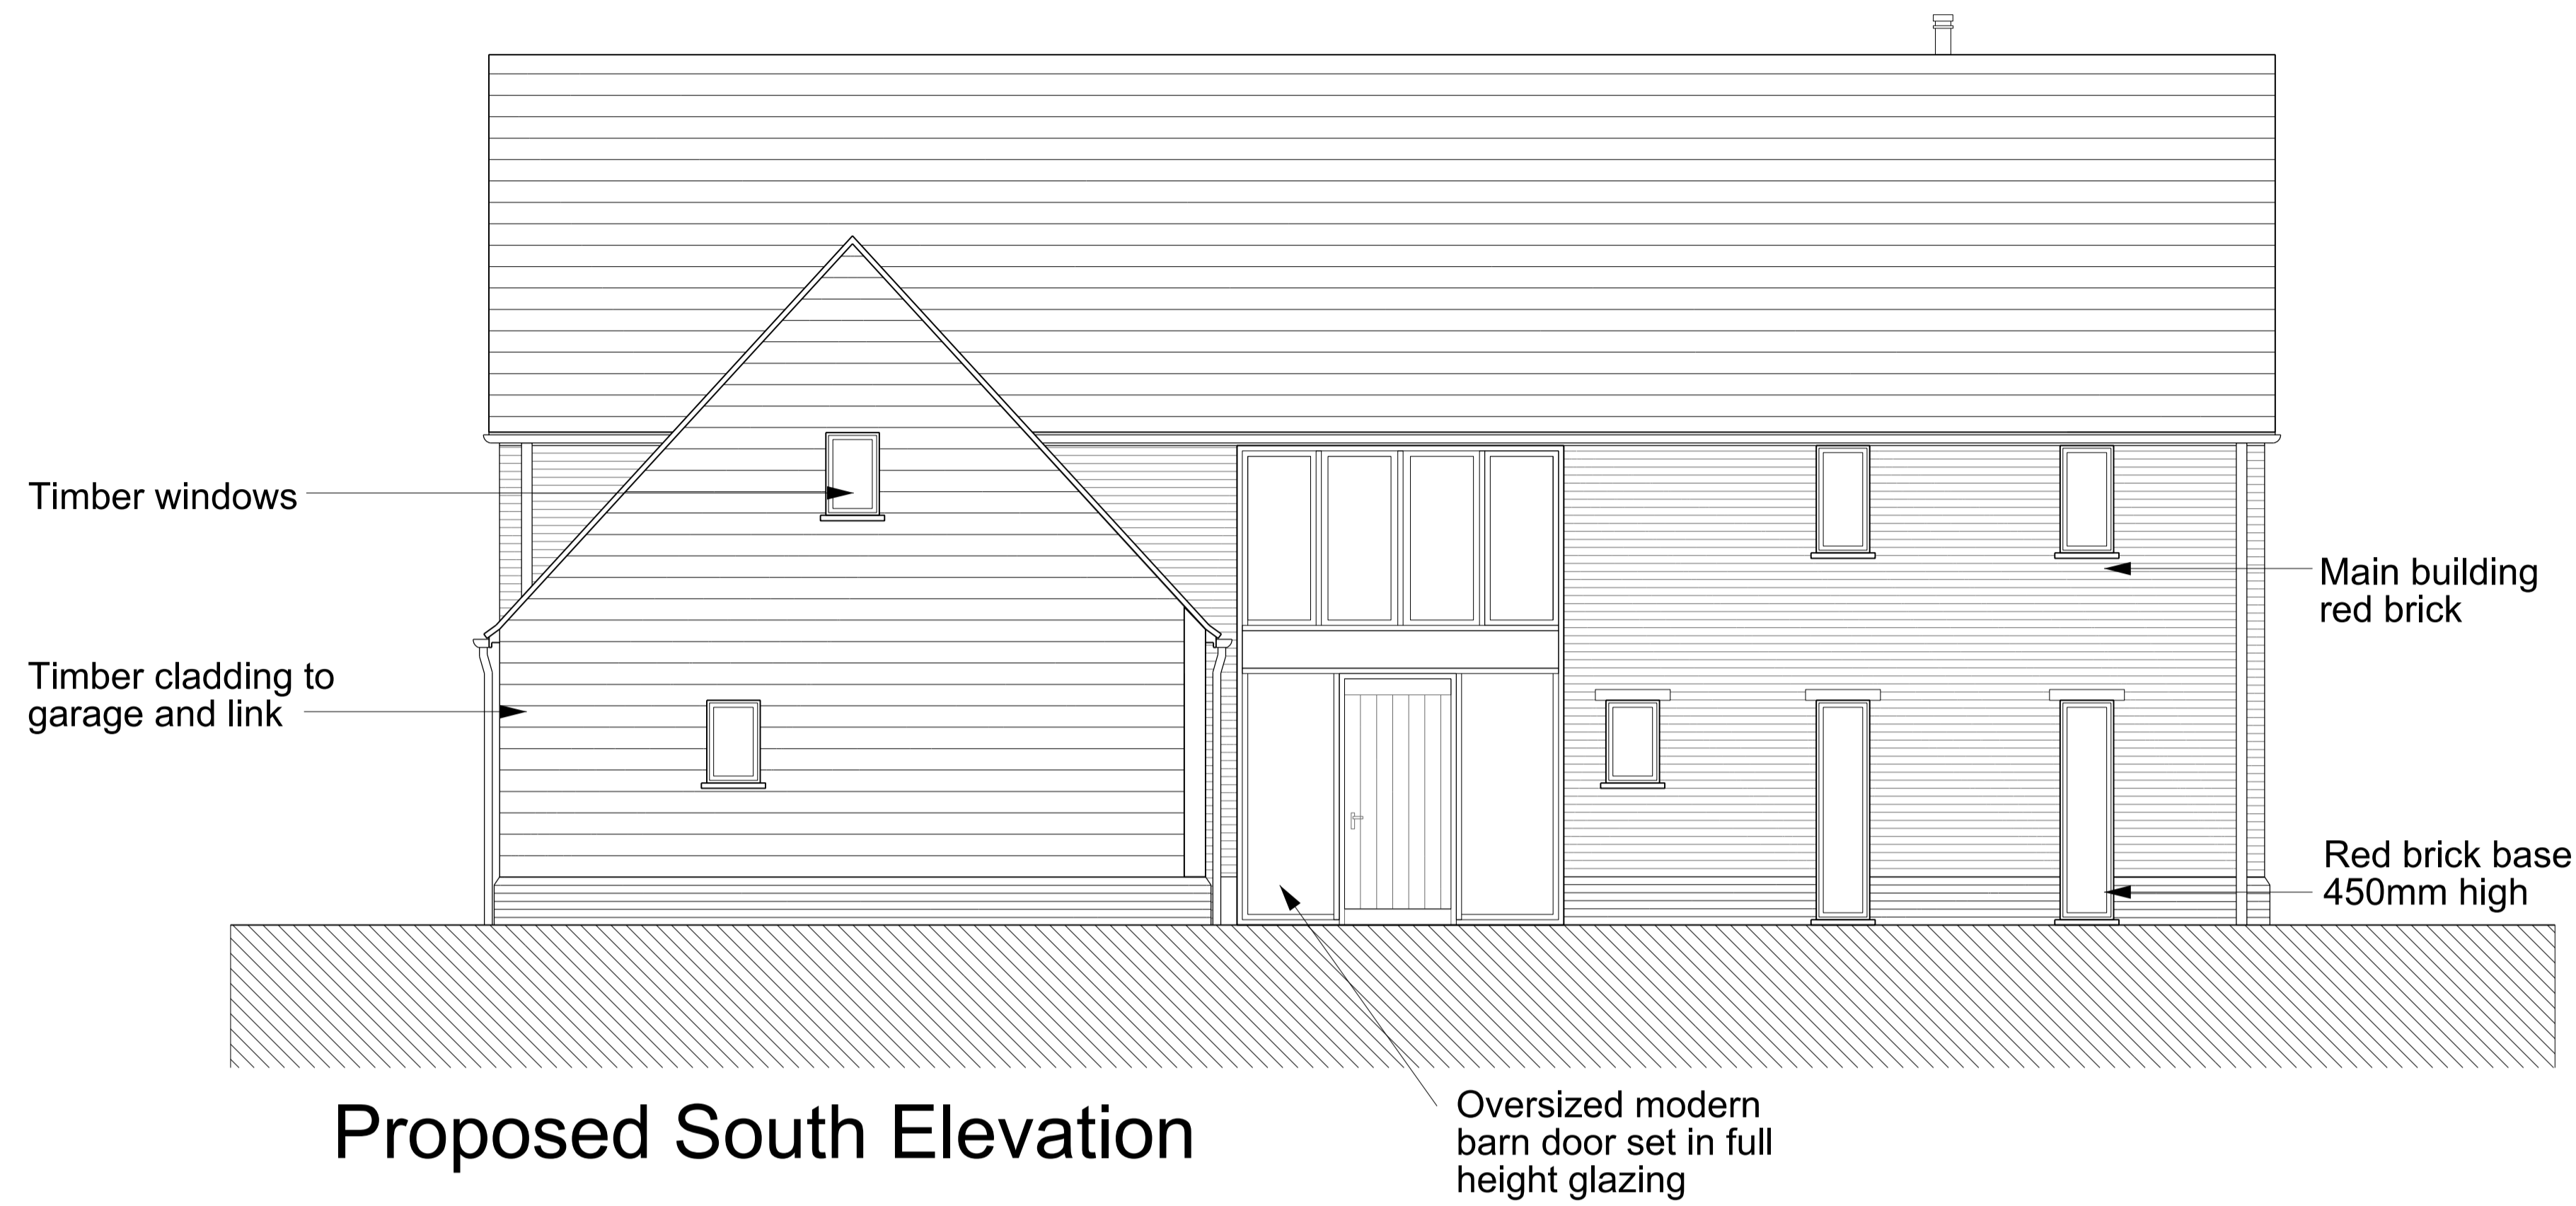 Timber windows
Timber cladding to
garage and link
Main building
red brick
Red brick base
450mm high
Oversized modern
barn door set in full
height glazing
Proposed South Elevation